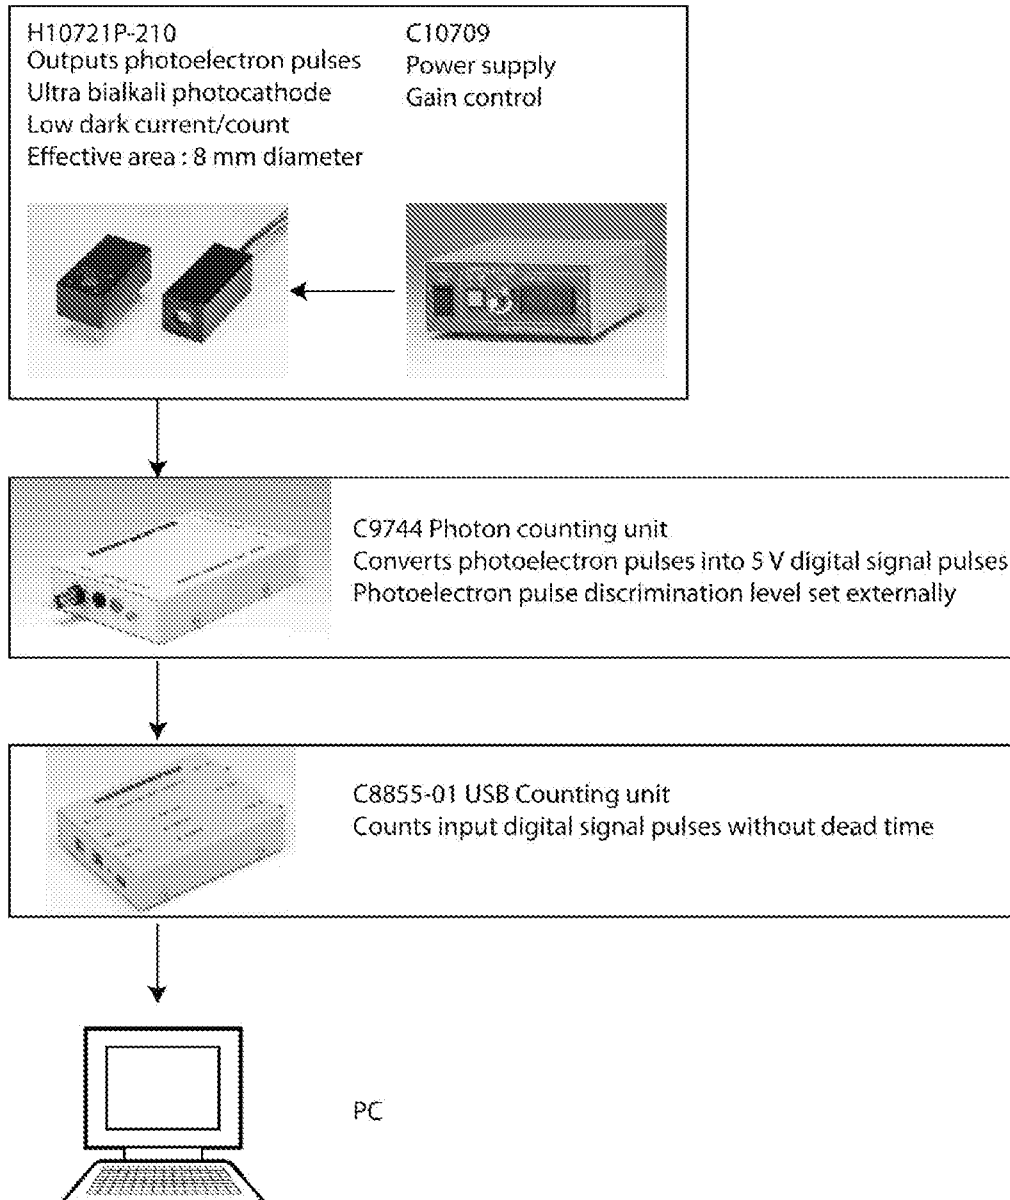 H10721P-210
Outputs photoelectron pulses
Ultra bialkali photocathode
Low dark current/count
Effective area : 8 mm diameter
C10709
Power supply
Gain control
C9744 Photon counting unit
Converts photoelectron pulses into 5 V digital signal pulses
Photoelectron pulse discrimination level set externally
C8855-01 USB Counting unit
Counts input digital signal pulses without dead time
PC